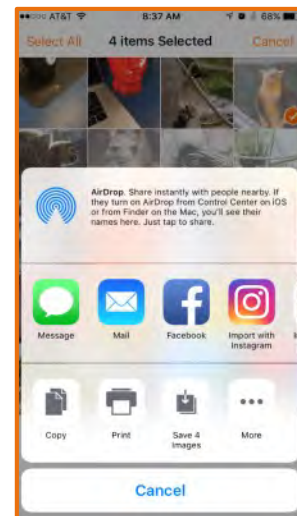 AT&T 8:37 AM 68%
Select All 4 items Selected Cancel
AirDrop. Share instantly with people nearby. If
they turn on AirDrop from Control Center on iOS
or from Finder on the Mac, you'll see their
names here. Just tap to share.
Message Mail Facebook Import with
Instagram
Copy Print Save 4
Images More
Cancel